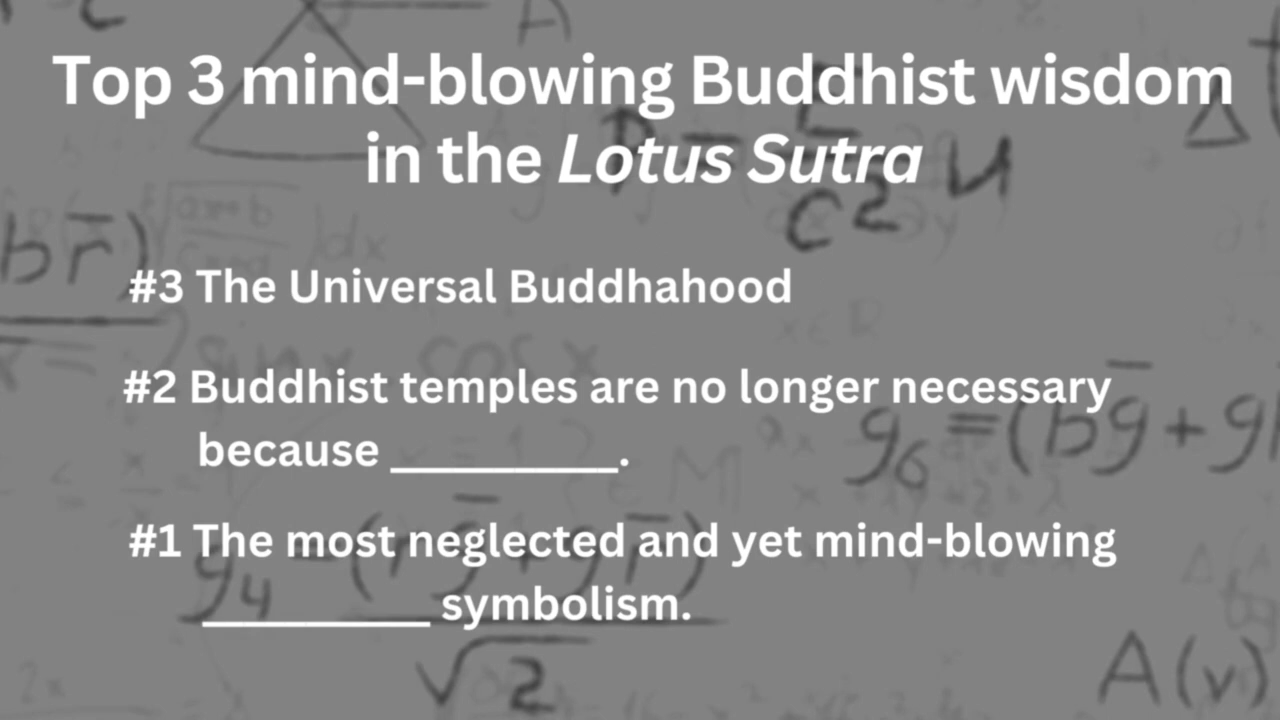 Top 3 mind-blowing Buddhist wisdom
in the Lotus Sutra
#3 The Universal Buddhahood
#2 Buddhist temples are no longer necessary
because __________.
#1 The most neglected and yet mind-blowing
__________ symbolism.